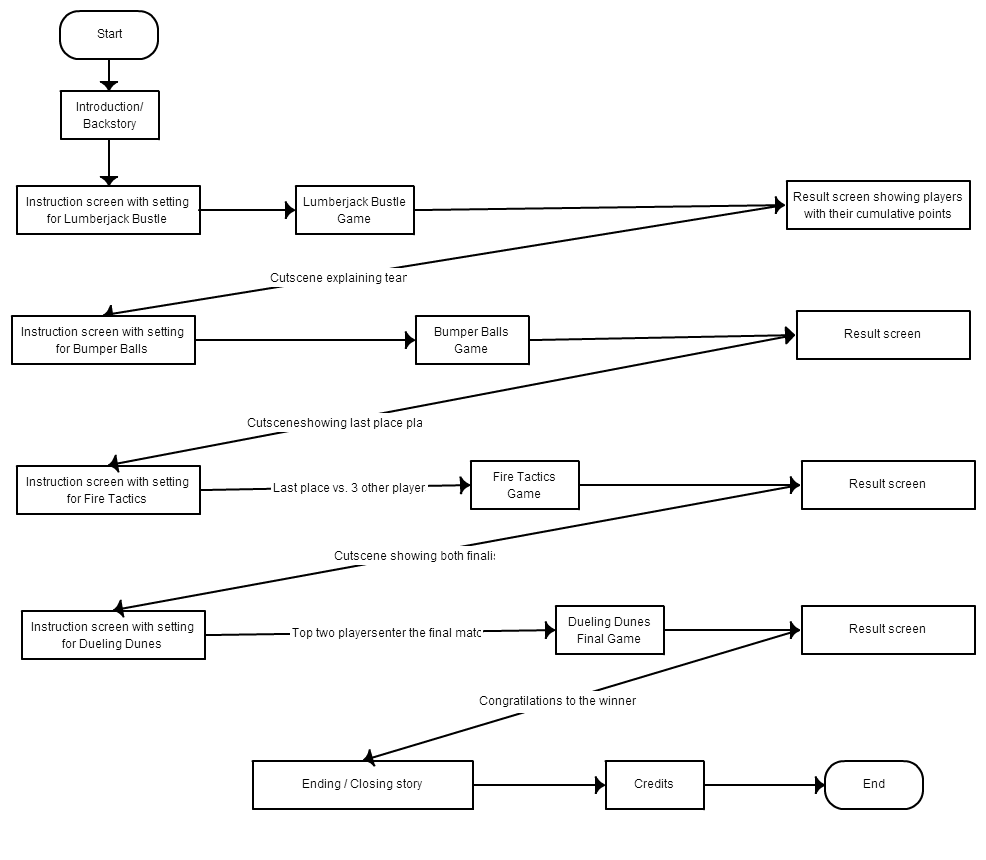 Start
Introduction/
Backstory
Instruction screen with setting
for Lumberjack Bustle
Lumberjack Bustle
Game
Result screen showing players
with their cumulative points
Cutscene explaining
Instruction screen with setting
for Bumper Balls
Bumper Balls
Game
Result screen
Cutsceneshowing last place pla
Instruction screen with setting
for Fire Tactics
Last place vs. 3 other player
Fire Tactics
Game
Result screen
Cutscene showing both
Instruction screen with setting
for Dueling Dunes
Top two playersenter the final
Dueling Dunes
Final Game
Result screen
Congratilations to the winner
Ending / Closing story
Credits
End